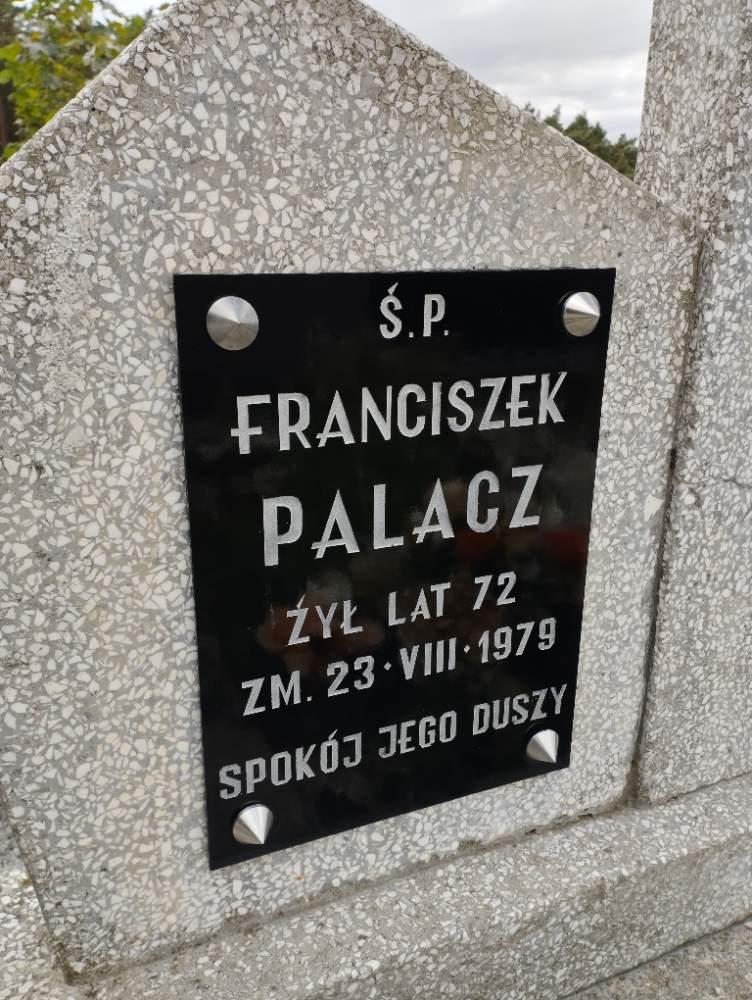 Ś.P.
FRANCISZEK
PALACZ
ŻYŁ LAT 72
ZM. 23·VIII·1979
SPOKÓJ JEGO DUSZY